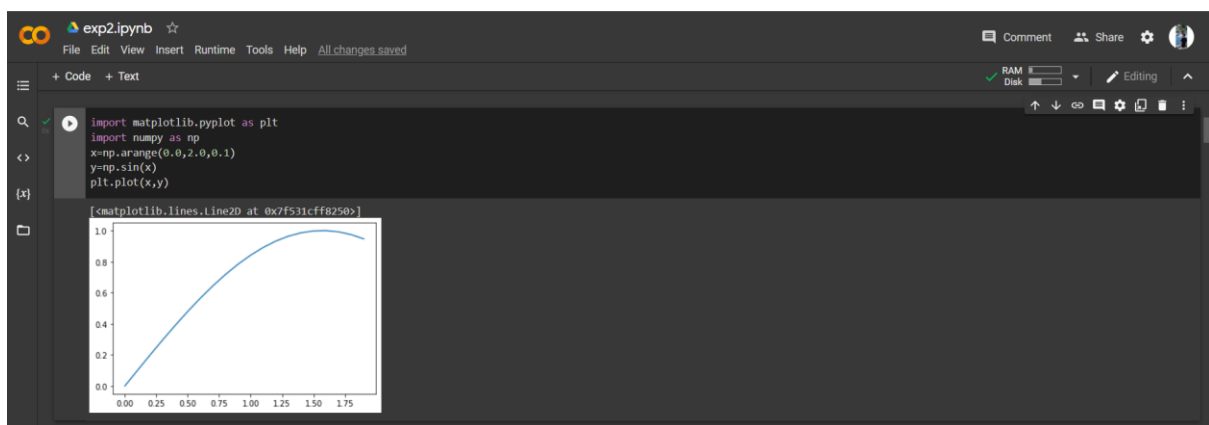 exp2.ipynb
File Edit View Insert Runtime Tools Help All changes saved
Comment Share
+ Code + Text
RAM
Disk
Editing
import matplotlib.pyplot as plt
import numpy as np
x=np.arange(0.0,2.0,0.1)
y=np.sin(x)
plt.plot(x,y)
{x}
[<matplotlib.lines.Line2D at 0x7f531cff8250>]
1.0
0.8
0.6
0.4
0.2
0.0
0.00 0.25 0.50 0.75 1.00 1.25 1.50 1.75